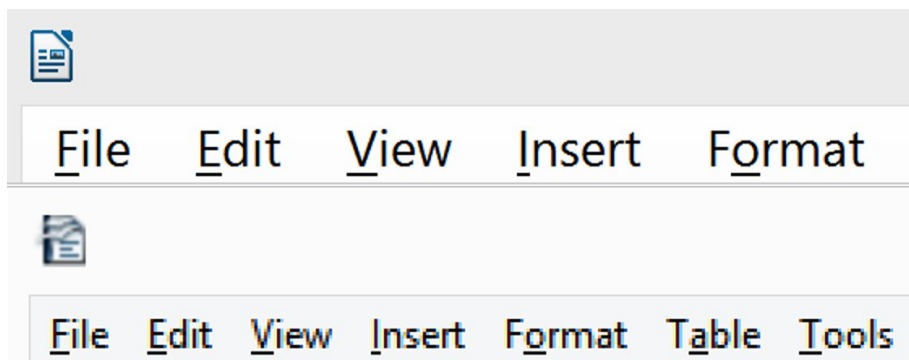 File Edit View Insert Format
File Edit View Insert Format Table Tools